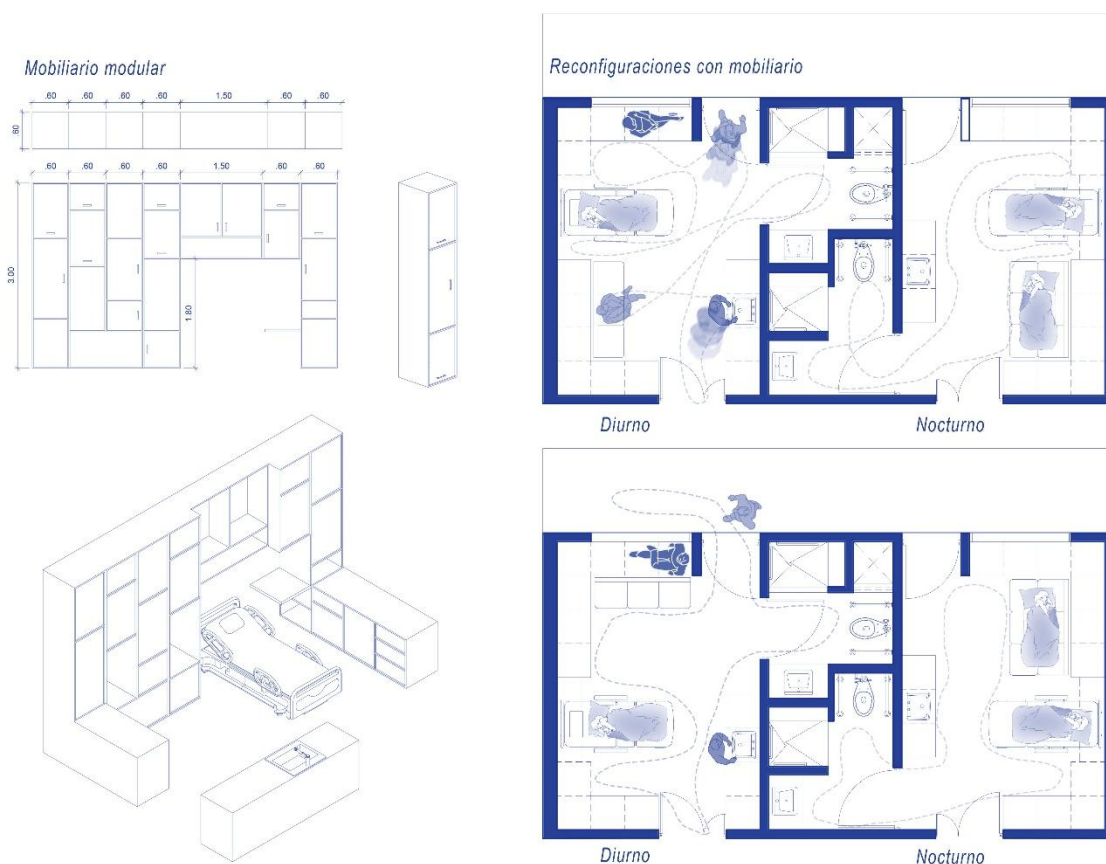 Mobiliario modular
.60 .60 .60 .60 1.50 .60 .60
.60
.60 .60 .60 .60 1.50 .60 .60
3.00
1.80
Reconfiguraciones con mobiliario
Diurno
Nocturno
Diurno
Nocturno